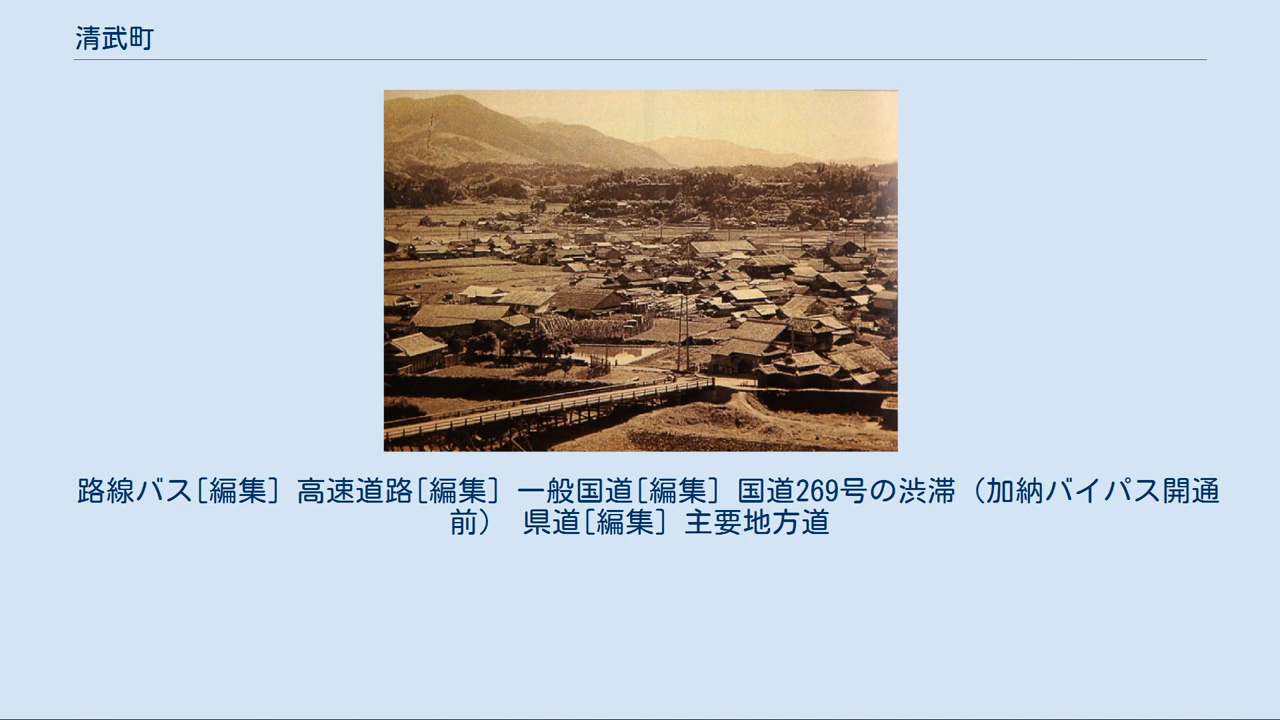 清武町
路線バス[編集] 高速道路[編集] 一般国道[編集] 国道269号の渋滞（加納バイパス開通
前） 県道[編集] 主要地方道